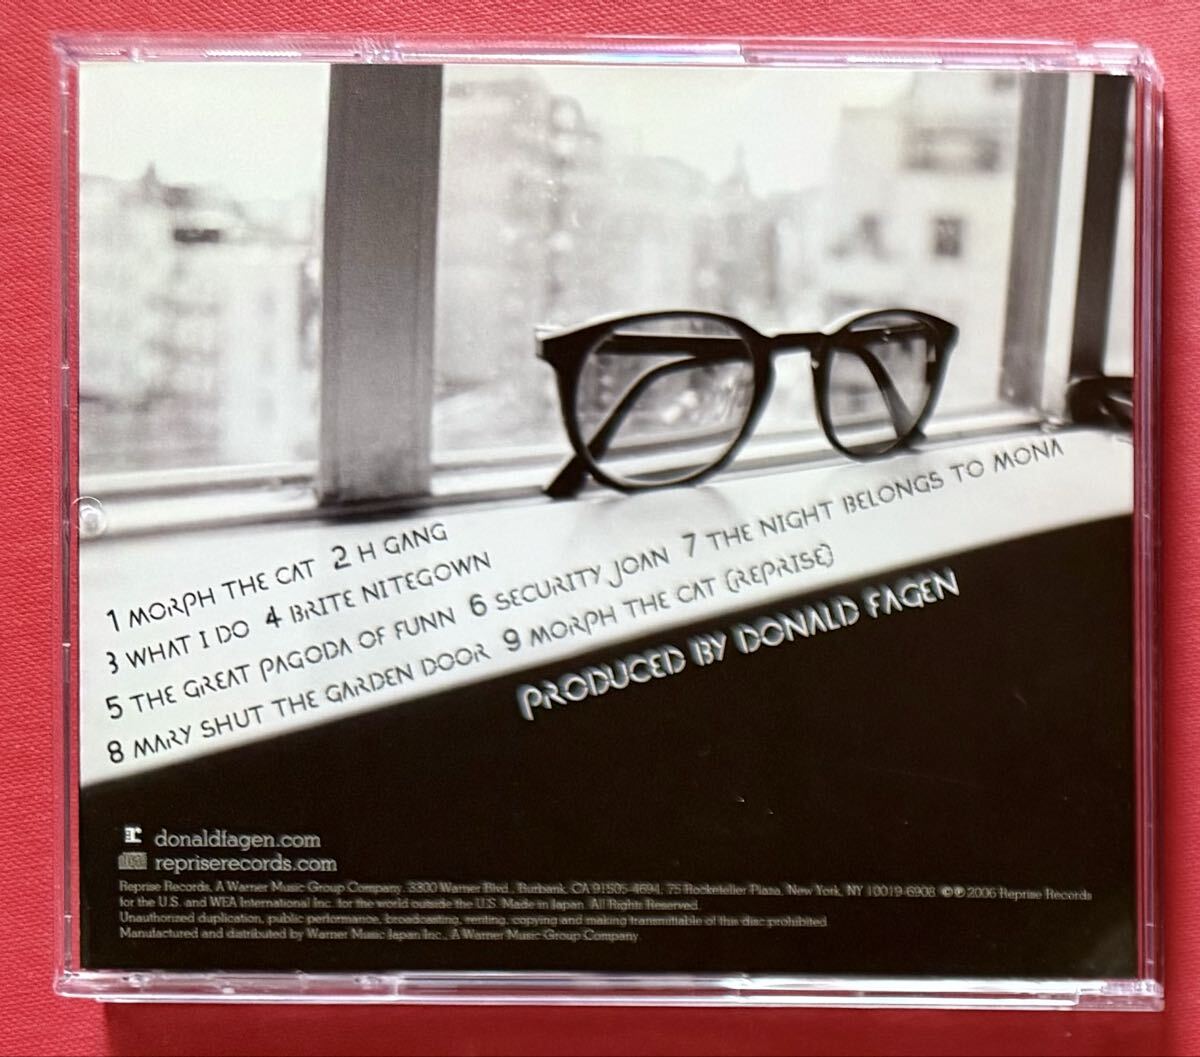 1 MORPH THE CAT 2 H GANG
3 WHAT I DO 4 BRITE NITEGOWN
5 THE GREAT PAGODA OF FUNN 6 SECURITY JOAN 7 THE NIGHT BELONGS TO MONA
8 MARY SHUT THE GARDEN DOOR 9 MORPH THE CAT (REPRISE)
PRODUCED BY DONALD FAGEN
donaldfagen.com
repriserecords.com
Reprise Records, A Warner Music Group Company, 3300 Warner Blvd., Burbank, CA 91505-4694, 75 Rockefeller Plaza, New York, NY 10019-6908. ©℗ 2006 Reprise Records
for the U.S. and WEA International Inc. for the world outside the U.S. Made in Japan. All Rights Reserved.
Unauthorized duplication, public performance, broadcasting, renting, copying and making transmittable of this disc prohibited.
Manufactured and distributed by Warner Music Japan Inc., A Warner Music Group Company.